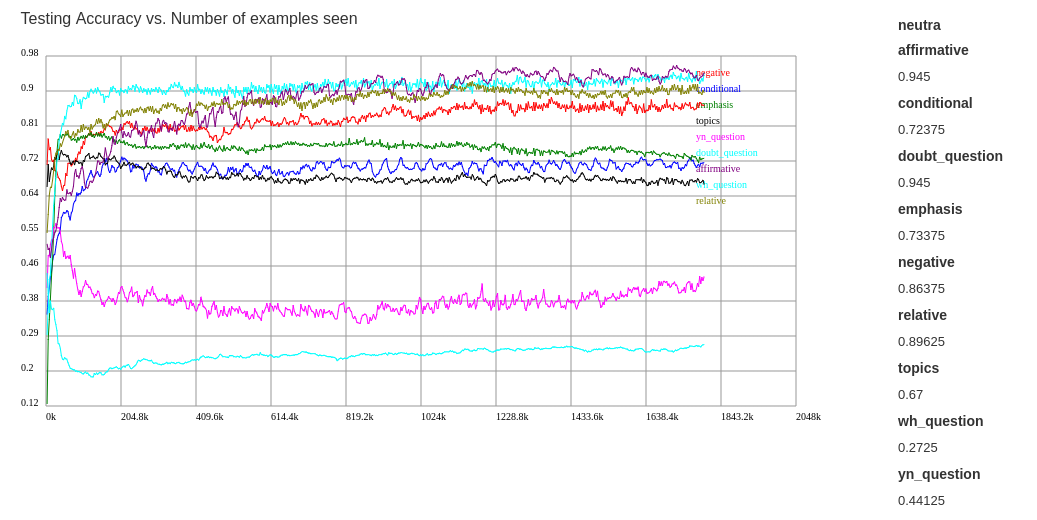 Testing Accuracy vs. Number of examples seen
0.98
0.9
0.81
0.72
0.64
0.55
0.46
0.38
0.29
0.2
0.12
0k 204.8k 409.6k 614.4k 819.2k 1024k 1228.8k 1433.6k 1638.4k 1843.2k 2048k
negative
conditional
emphasis
topics
yn_question
doubt_question
affirmative
wh_question
relative
neutra
affirmative
0.945
conditional
0.72375
doubt_question
0.945
emphasis
0.73375
negative
0.86375
relative
0.89625
topics
0.67
wh_question
0.2725
yn_question
0.44125